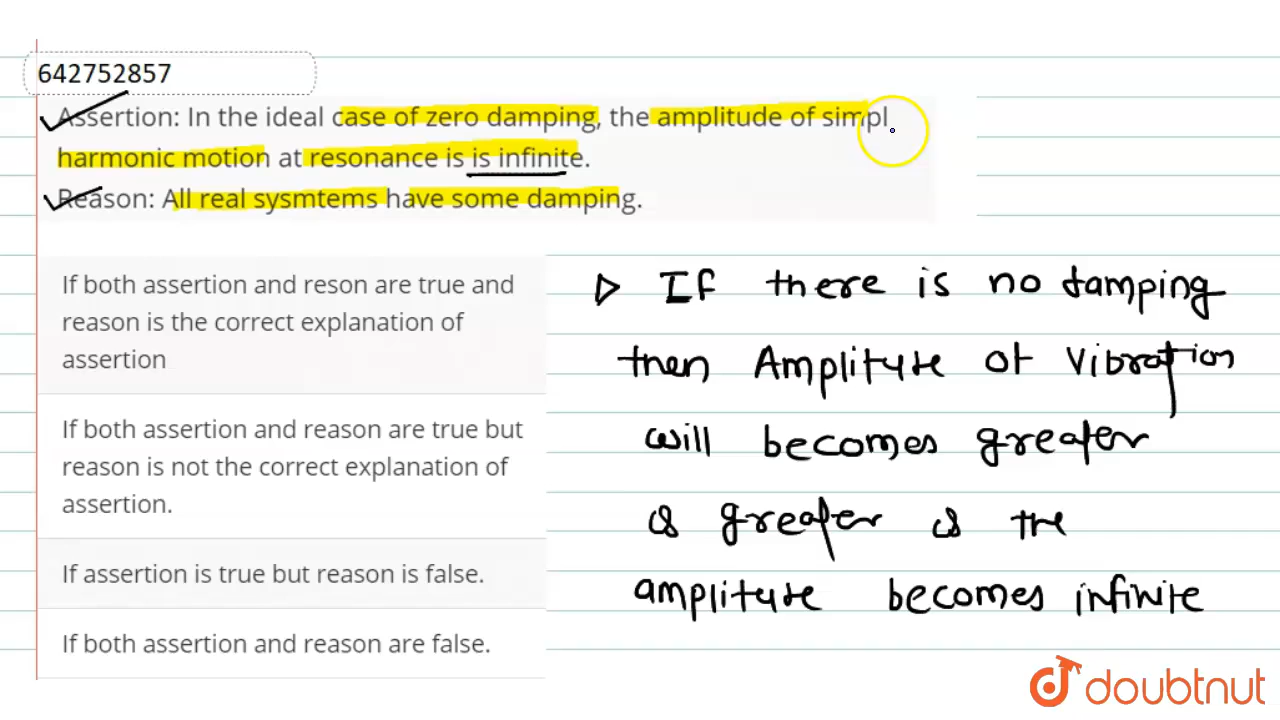 642752857
Assertion: In the ideal case of zero damping, the amplitude of simpl
harmonic motion at resonance is is infinite.
Reason: All real sysmtems have some damping.
If both assertion and reson are true and
reason is the correct explanation of
assertion
If both assertion and reason are true but
reason is not the correct explanation of
assertion.
If assertion is true but reason is false.
If both assertion and reason are false.
If there is no damping
then Amplitute of vibration
will becomes greater
is greater is the
amplitute becomes infinite
doubtnut